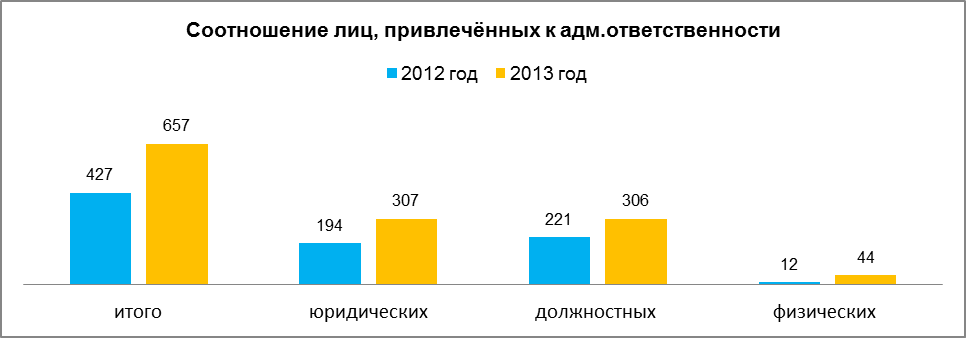 Соотношение лиц, привлечённых к адм.ответственности
2012 год 2013 год
427 657 194 307 221 306 12 44
итого юридических должностных физических